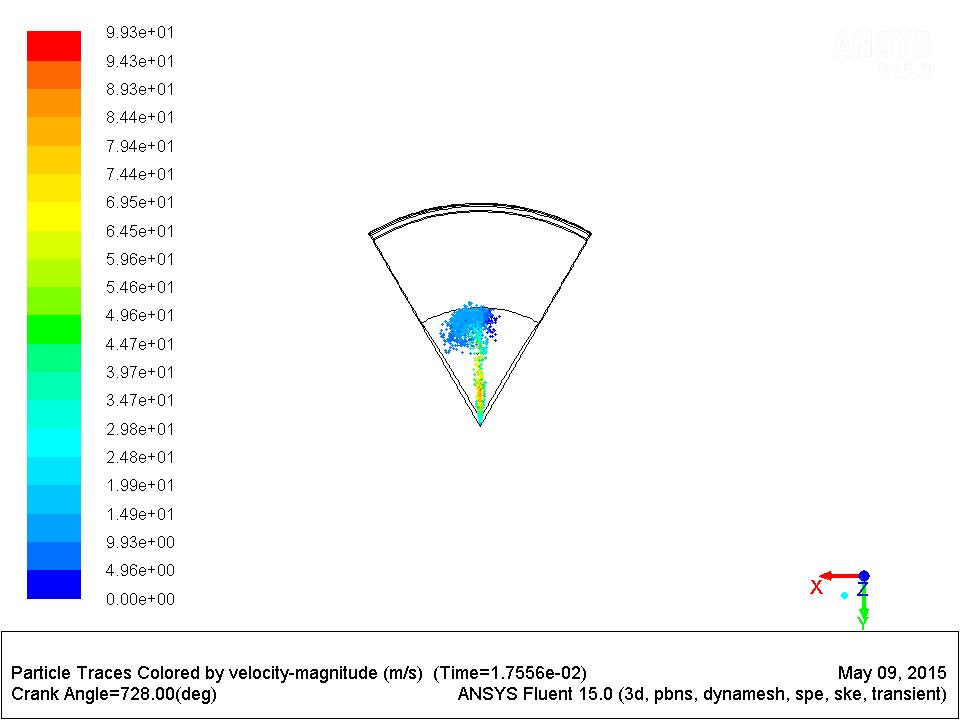 ANSYS
R15.0
9.93e+01
9.43e+01
8.93e+01
8.44e+01
7.94e+01
7.44e+01
6.95e+01
6.45e+01
5.96e+01
5.46e+01
4.96e+01
4.47e+01
3.97e+01
3.47e+01
2.98e+01
2.48e+01
1.99e+01
1.49e+01
9.93e+00
4.96e+00
0.00e+00
X
Z
Y
Particle Traces Colored by velocity-magnitude (m/s) (Time=1.7556e-02) May 09, 2015
Crank Angle=728.00(deg) ANSYS Fluent 15.0 (3d, pbns, dynamesh, spe, ske, transient)